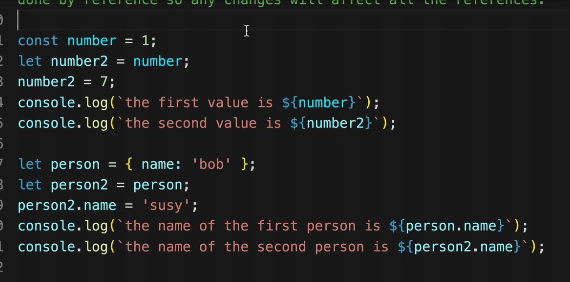 done by reference so any changes will affect all the references.
const number = 1;
let number2 = number;
number2 = 7;
console.log(`the first value is ${number}`);
console.log(`the second value is ${number2}`);
let person = { name: 'bob' };
let person2 = person;
person2.name = 'susy';
console.log(`the name of the first person is ${person.name}`);
console.log(`the name of the second person is ${person2.name}`);